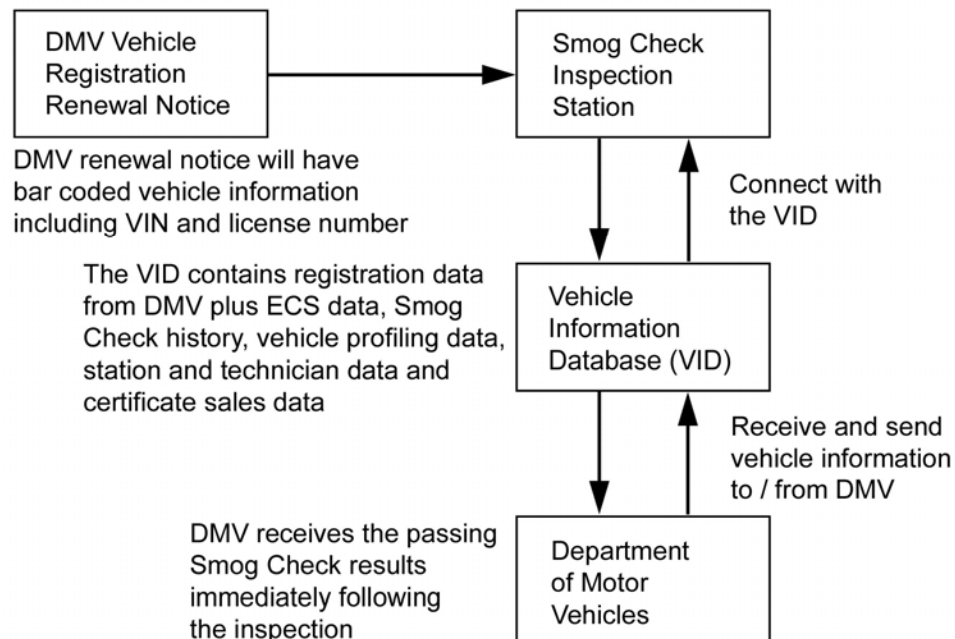 DMV Vehicle
Registration
Renewal Notice
Smog Check
Inspection
Station
DMV renewal notice will have
bar coded vehicle information
including VIN and license number
Connect with
the VID
The VID contains registration data
from DMV plus ECS data, Smog
Check history, vehicle profiling data,
station and technician data and
certificate sales data
Vehicle
Information
Database (VID)
Receive and send
vehicle information
to / from DMV
DMV receives the passing
Smog Check results
immediately following
the inspection
Department
of Motor
Vehicles